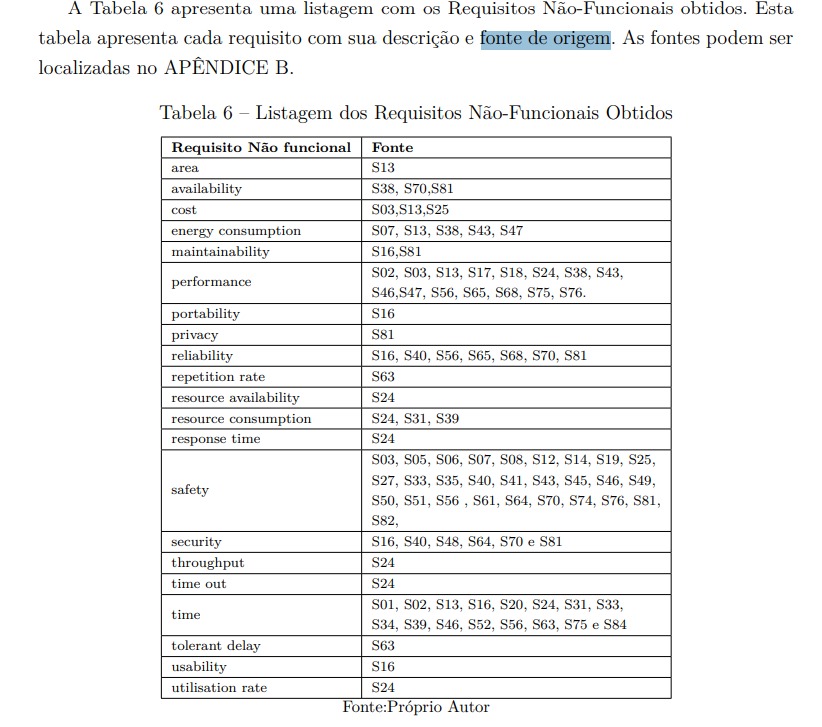 A Tabela 6 apresenta uma listagem com os Requisitos Não-Funcionais obtidos. Esta
tabela apresenta cada requisito com sua descrição e fonte de origem. As fontes podem ser
localizadas no APÊNDICE B.
Tabela 6 – Listagem dos Requisitos Não-Funcionais Obtidos
Requisito Não funcional Fonte
area S13
availability S38, S70,S81
cost S03,S13,S25
energy consumption S07, S13, S38, S43, S47
maintainability S16,S81
performance S02, S03, S13, S17, S18, S24, S38, S43,
S46,S47, S56, S65, S68, S75, S76.
portability S16
privacy S81
reliability S16, S40, S56, S65, S68, S70, S81
repetition rate S63
resource availability S24
resource consumption S24, S31, S39
response time S24
safety S03, S05, S06, S07, S08, S12, S14, S19, S25,
S27, S33, S35, S40, S41, S43, S45, S46, S49,
S50, S51, S56 , S61, S64, S70, S74, S76, S81,
S82,
security S16, S40, S48, S64, S70 e S81
throughput S24
time out S24
time S01, S02, S13, S16, S20, S24, S31, S33,
S34, S39, S46, S52, S56, S63, S75 e S84
tolerant delay S63
usability S16
utilisation rate S24
Fonte:Próprio Autor